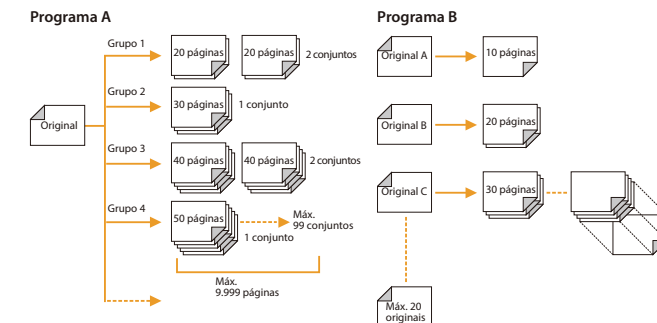 Programa A
Original
Grupo 1
20 páginas
20 páginas
2 conjuntos
Grupo 2
30 páginas
1 conjunto
Grupo 3
40 páginas
40 páginas
2 conjuntos
Grupo 4
50 páginas
1 conjunto
Máx.
99 conjuntos
Máx.
9.999 páginas
Programa B
Original A
10 páginas
Original B
20 páginas
Original C
30 páginas
Máx. 20
originais